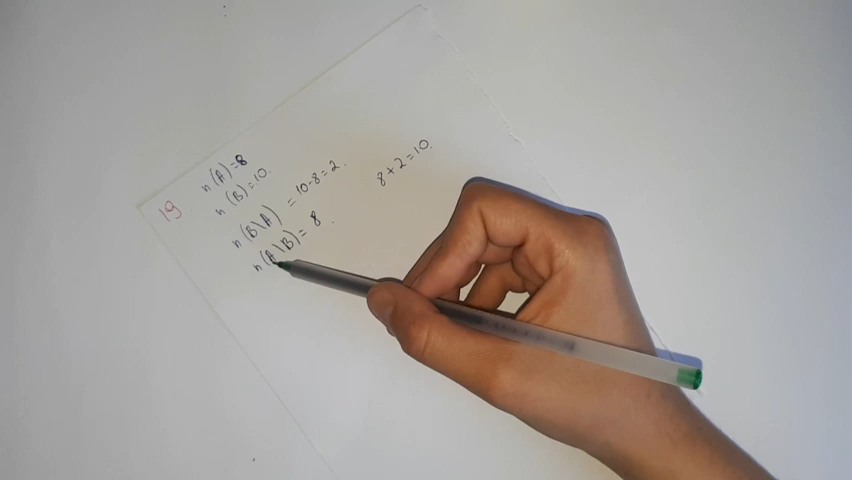 19
n(A)=8
n(B)=10.
n(B\A) = 10-8=2.
n(A\B)= 8.
8+2=10.